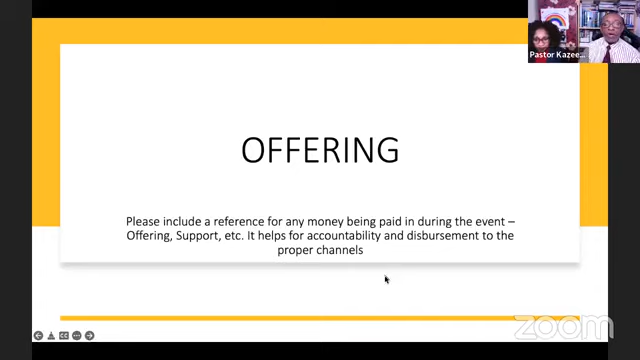 Pastor Kazee...
OFFERING
Please include a reference for any money being paid in during the event –
Offering, Support, etc. It helps for accountability and disbursement to the
proper channels
zoom